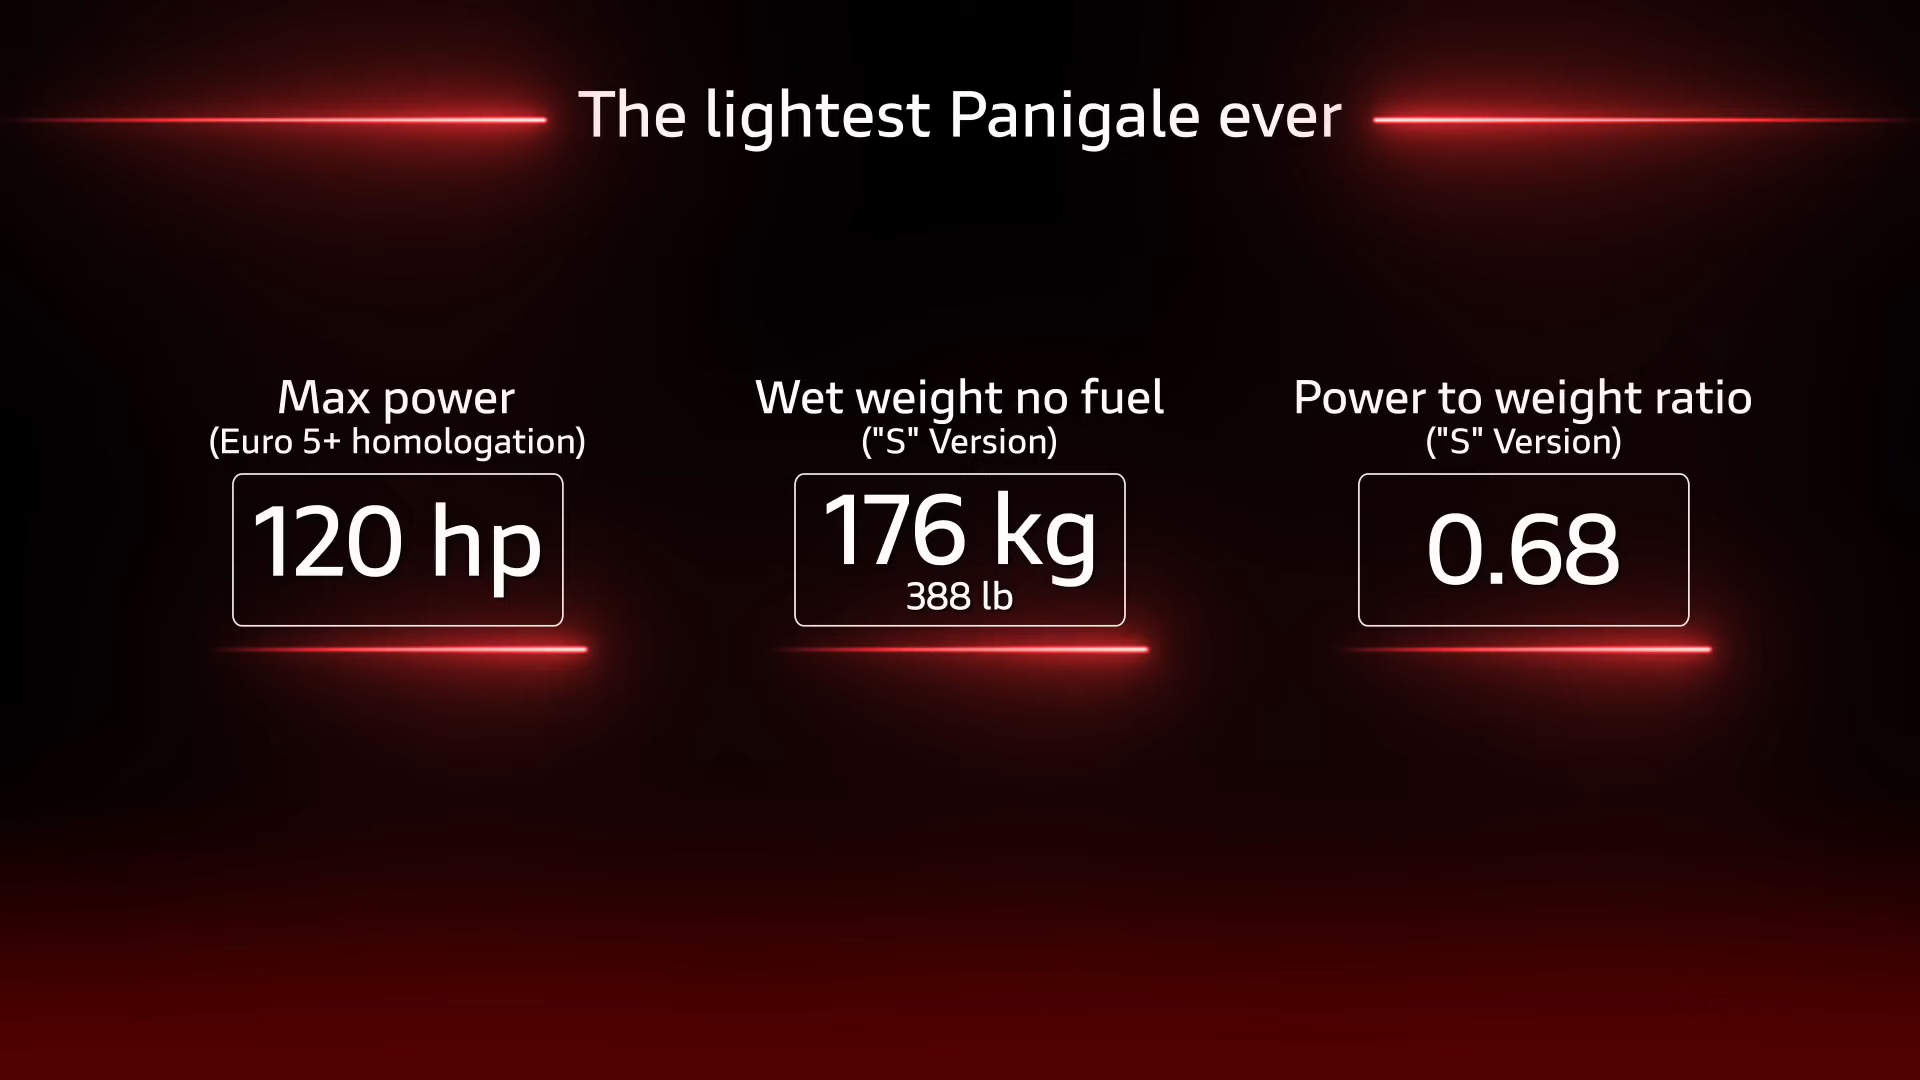 The lightest Panigale ever
Max power
(Euro 5+ homologation)
120 hp
Wet weight no fuel
("S" Version)
176 kg
388 lb
Power to weight ratio
("S" Version)
0.68